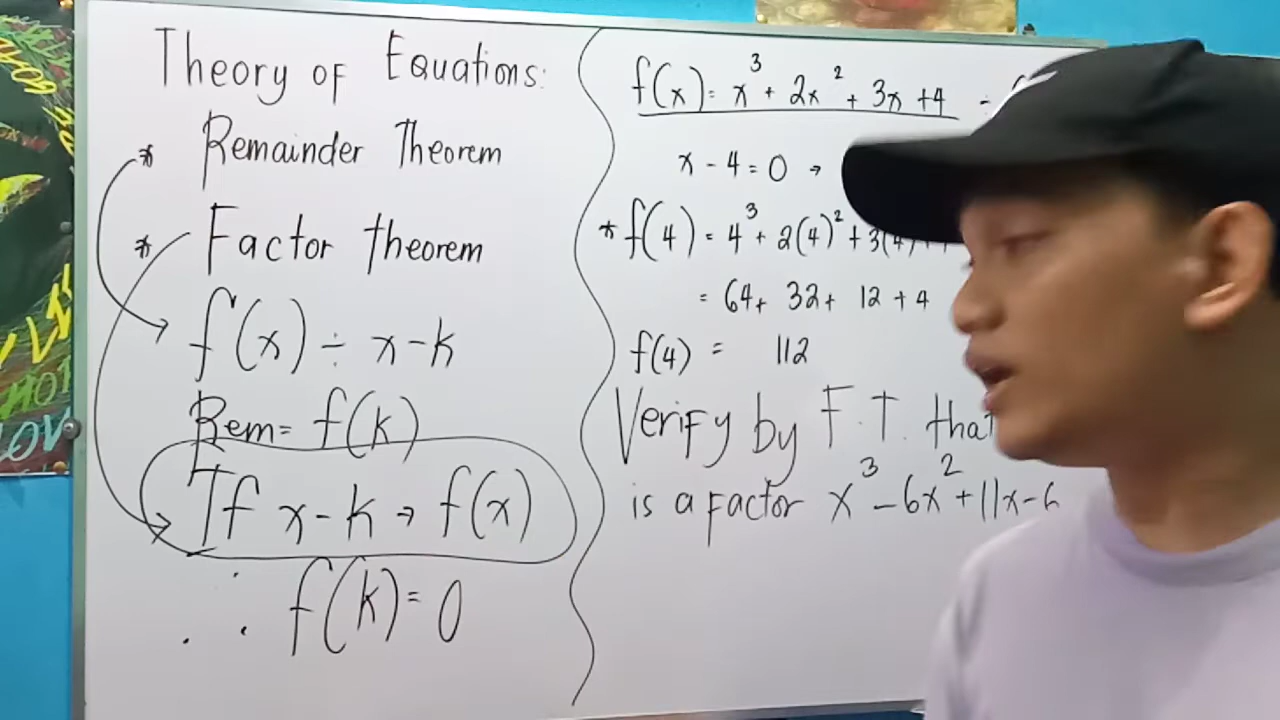 Theory of Equations:
* Remainder Theorem
* Factor theorem
f(x) ÷ x-k
Rem = f(k)
If x-k → f(x)
∴ f(k) = 0
f(x) = x³ + 2x² + 3x + 4 ÷
x - 4 = 0 →
* f(4) = 4³ + 2(4)² + 3(4)
= 64 + 32 + 12 + 4
f(4) = 112
Verify by F.T. that
is a factor x³ - 6x² + 11x - 6